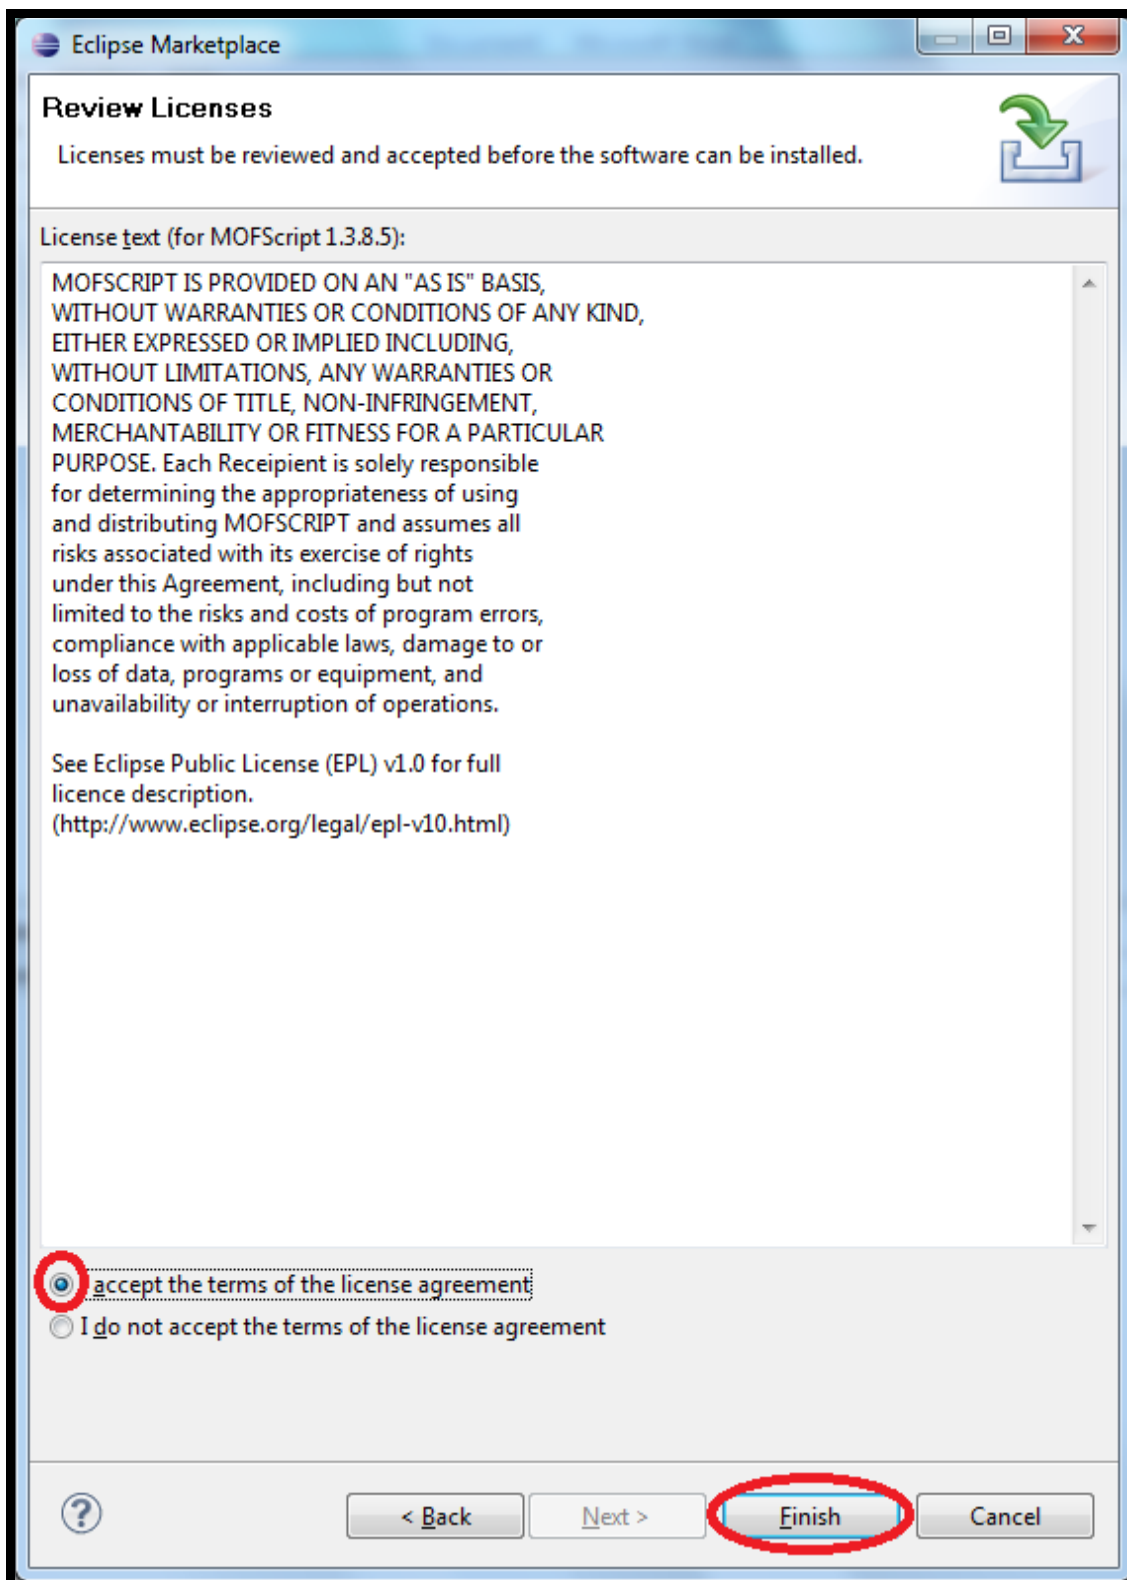 Eclipse Marketplace
Review Licenses
Licenses must be reviewed and accepted before the software can be installed.
License text (for MOFScript 1.3.8.5):
MOFSCRIPT IS PROVIDED ON AN "AS IS" BASIS,
WITHOUT WARRANTIES OR CONDITIONS OF ANY KIND,
EITHER EXPRESSED OR IMPLIED INCLUDING,
WITHOUT LIMITATIONS, ANY WARRANTIES OR
CONDITIONS OF TITLE, NON-INFRINGEMENT,
MERCHANTABILITY OR FITNESS FOR A PARTICULAR
PURPOSE. Each Receipient is solely responsible
for determining the appropriateness of using
and distributing MOFSCRIPT and assumes all
risks associated with its exercise of rights
under this Agreement, including but not
limited to the risks and costs of program errors,
compliance with applicable laws, damage to or
loss of data, programs or equipment, and
unavailability or interruption of operations.
See Eclipse Public License (EPL) v1.0 for full
licence description.
(http://www.eclipse.org/legal/epl-v10.html)
accept the terms of the license agreement
I do not accept the terms of the license agreement
? < Back Next > Finish Cancel